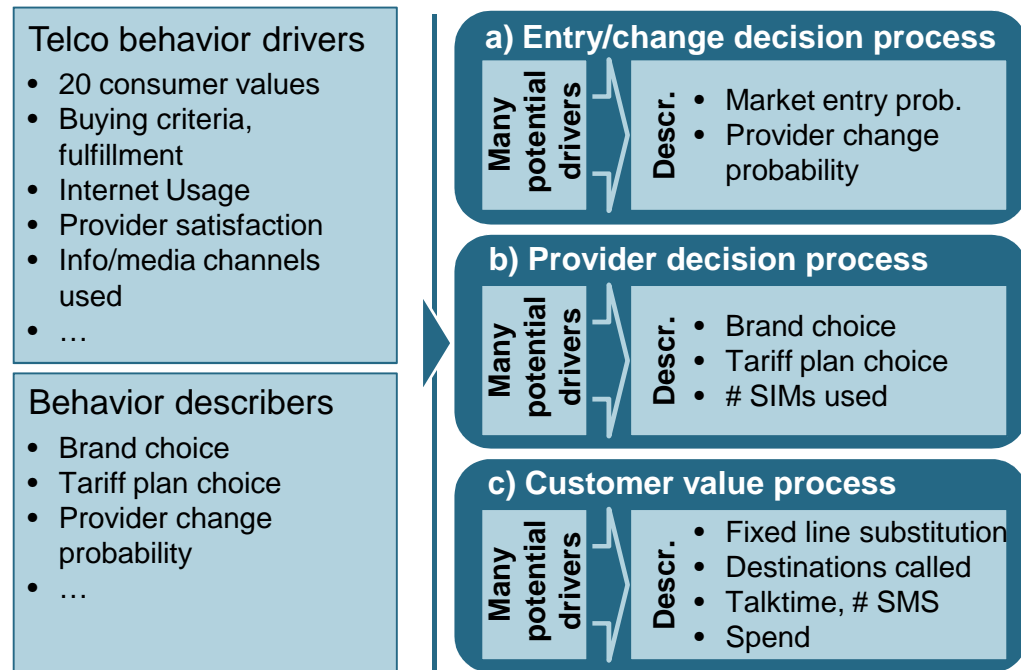 Telco behavior drivers
• 20 consumer values
• Buying criteria,
fulfillment
• Internet Usage
• Provider satisfaction
• Info/media channels
used
• …
Behavior describers
• Brand choice
• Tariff plan choice
• Provider change
probability
• …
a) Entry/change decision process
Many
potential
drivers
Descr.
• Market entry prob.
• Provider change
probability
b) Provider decision process
Many
potential
drivers
Descr.
• Brand choice
• Tariff plan choice
• # SIMs used
c) Customer value process
Many
potential
drivers
Descr.
• Fixed line substitution
• Destinations called
• Talktime, # SMS
• Spend